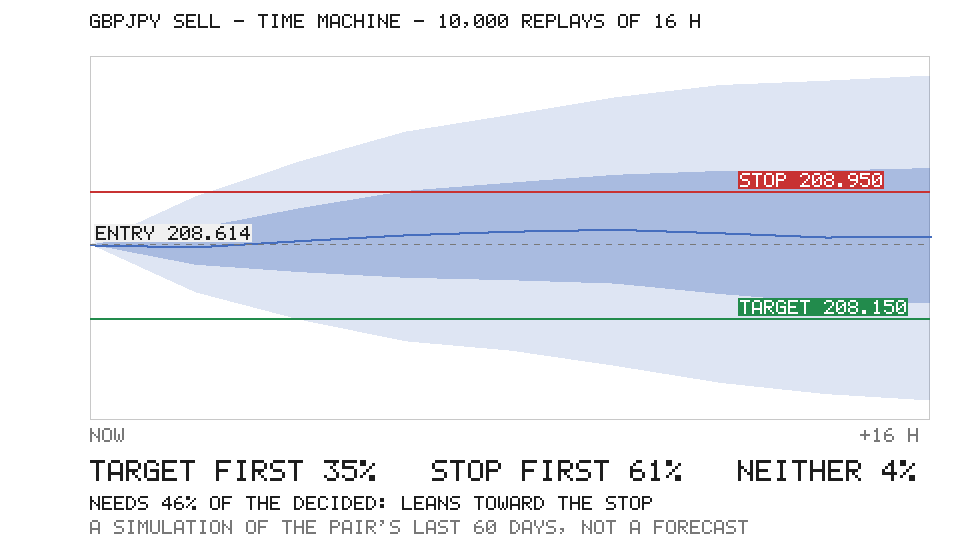 GBPJPY SELL - TIME MACHINE - 10,000 REPLAYS OF 16 H
STOP 208.950
ENTRY 208.614
TARGET 208.150
NOW +16 H
TARGET FIRST 35% STOP FIRST 61% NEITHER 4%
NEEDS 46% OF THE DECIDED: LEANS TOWARD THE STOP
A SIMULATION OF THE PAIR'S LAST 60 DAYS, NOT A FORECAST